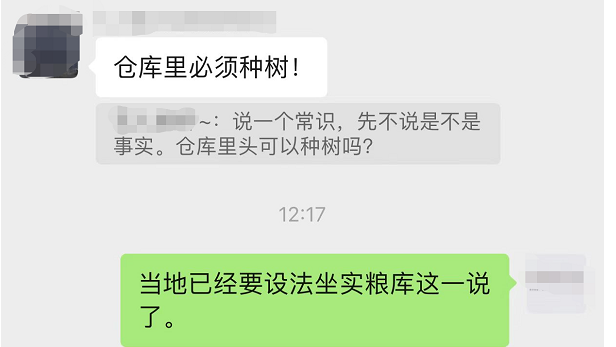 仓库里必须种树！
~：说一个常识，先不说是不是
事实。仓库里头可以种树吗？
12:17
当地已经要设法坐实粮库这一说
了。